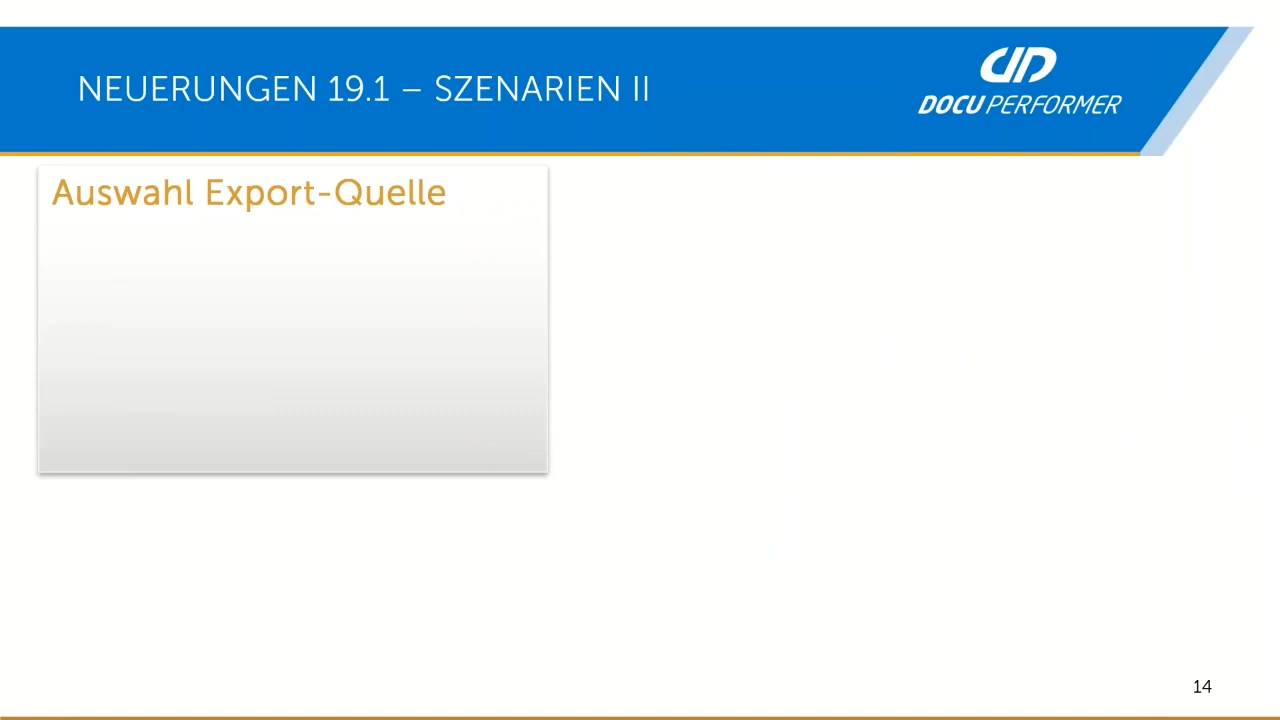 NEUERUNGEN 19.1 – SZENARIEN II
DOCU PERFORMER
Auswahl Export-Quelle
14